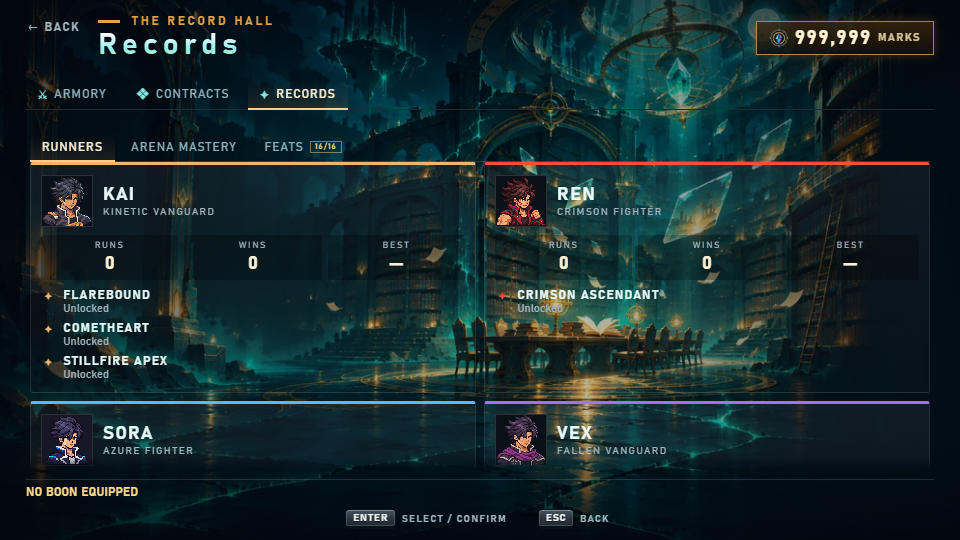 ← BACK
THE RECORD HALL
Records
999,999 MARKS
ARMORY
CONTRACTS
RECORDS
RUNNERS
ARENA MASTERY
FEATS 16/16
KAI
KINETIC VANGUARD
RUNS
WINS
BEST
0
0
—
FLAREBOUND
Unlocked
COMETHEART
Unlocked
STILLFIRE APEX
Unlocked
REN
CRIMSON FIGHTER
RUNS
WINS
BEST
0
0
—
CRIMSON ASCENDANT
Unlocked
SORA
AZURE FIGHTER
VEX
FALLEN VANGUARD
NO BOON EQUIPPED
ENTER SELECT / CONFIRM
ESC BACK